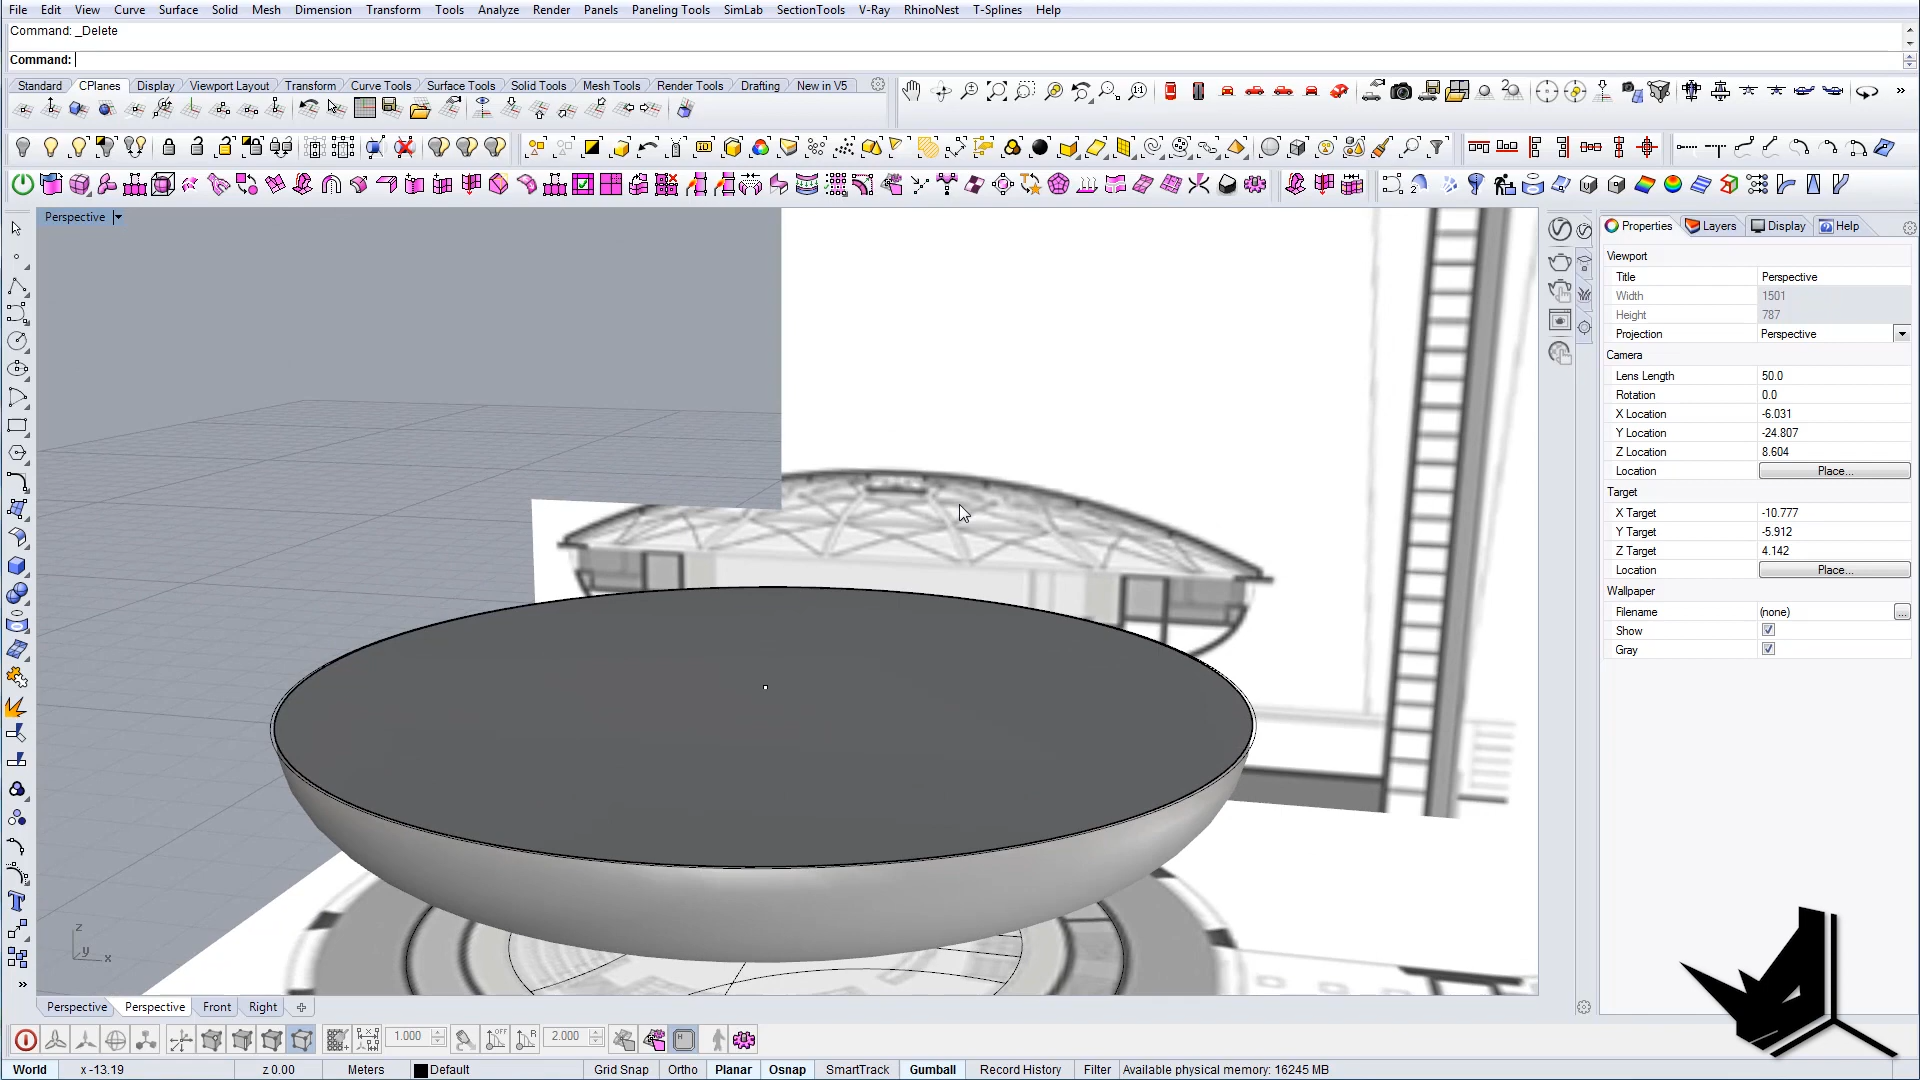 File Edit View Curve Surface Solid Mesh Dimension Transform Tools Analyze Render Panels Paneling Tools SimLab SectionTools V-Ray RhinoNest T-Splines Help
Command: _Delete
Command:
Standard CPlanes Display Viewport Layout Transform Curve Tools Surface Tools Solid Tools Mesh Tools Render Tools Drafting New in V5
Perspective
Properties Layers Display Help
Viewport
Title Perspective
Width 1501
Height 787
Projection Perspective
Camera
Lens Length 50.0
Rotation 0.0
X Location -6.031
Y Location -24.807
Z Location 8.604
Location Place...
Target
X Target -10.777
Y Target -5.912
Z Target 4.142
Location Place...
Wallpaper
Filename (none) ...
Show
Gray
z
y x
Perspective Perspective Front Right
1.000 2.000
World x -13.19 z 0.00 Meters Default Grid Snap Ortho Planar Osnap SmartTrack Gumball Record History Filter Available physical memory: 16245 MB